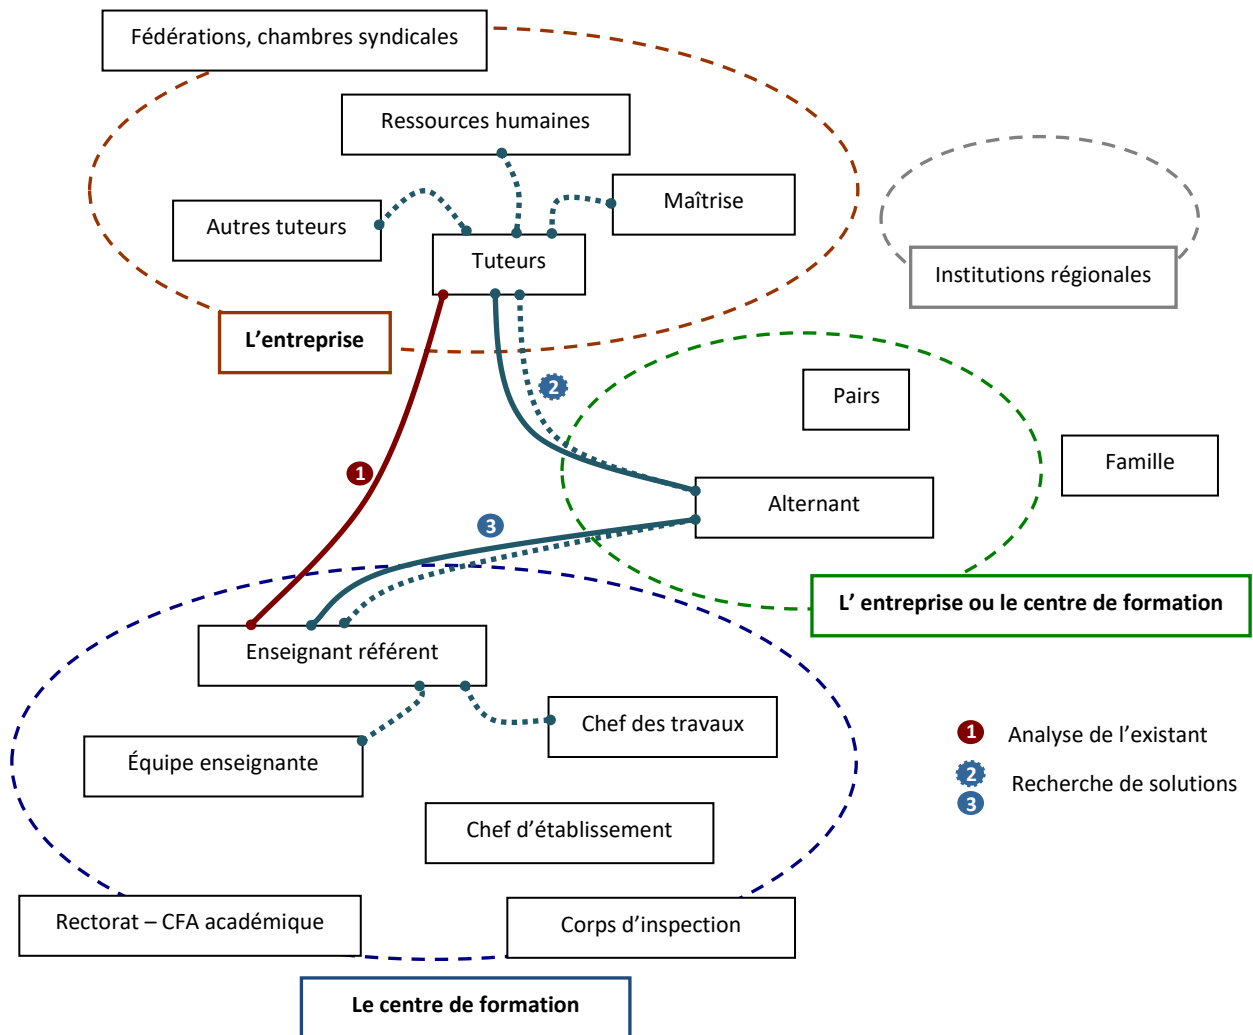 Fédérations, chambres syndicales
Ressources humaines
Maîtrise
Autres tuteurs
Tuteurs
Institutions régionales
L'entreprise
2
Pairs
Famille
1
Alternant
3
L' entreprise ou le centre de formation
Enseignant référent
Chef des travaux
Équipe enseignante
1 Analyse de l'existant
2
Recherche de solutions
3
Chef d'établissement
Rectorat – CFA académique
Corps d'inspection
Le centre de formation